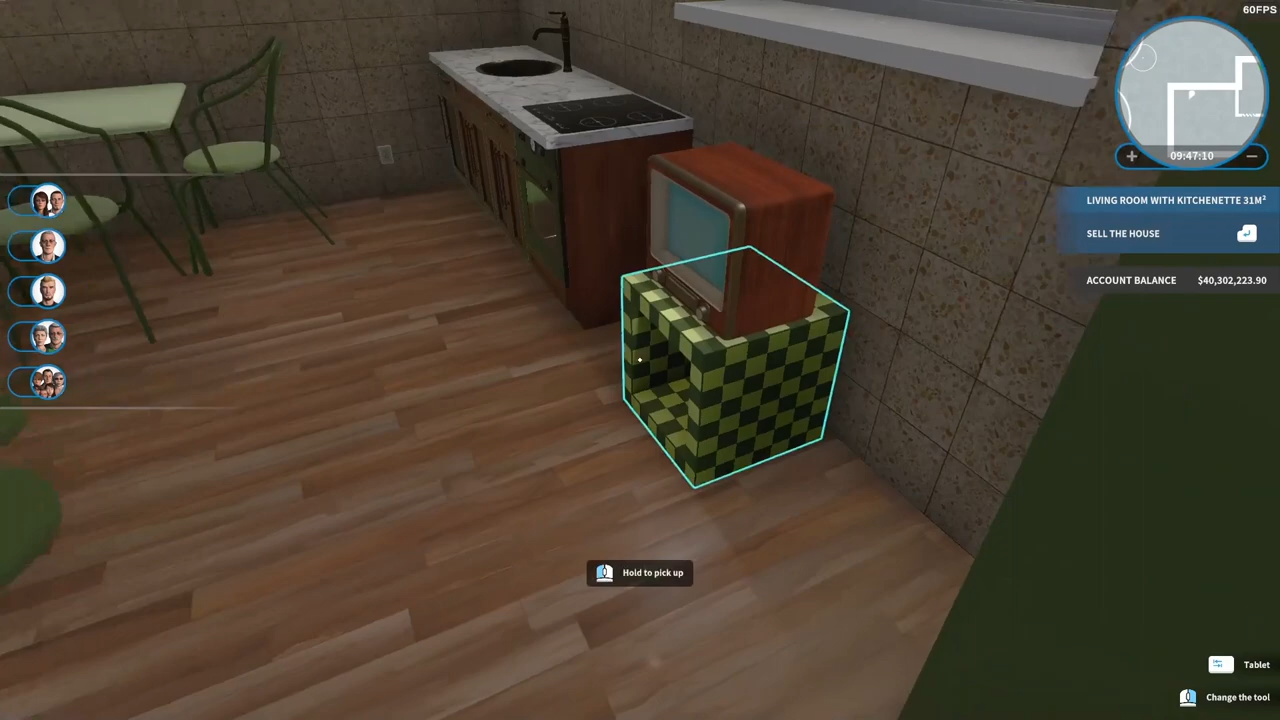 60FPS
09:47:10
LIVING ROOM WITH KITCHENETTE 31M²
SELL THE HOUSE
ACCOUNT BALANCE $40,302,223.90
Hold to pick up
Tablet
Change the tool